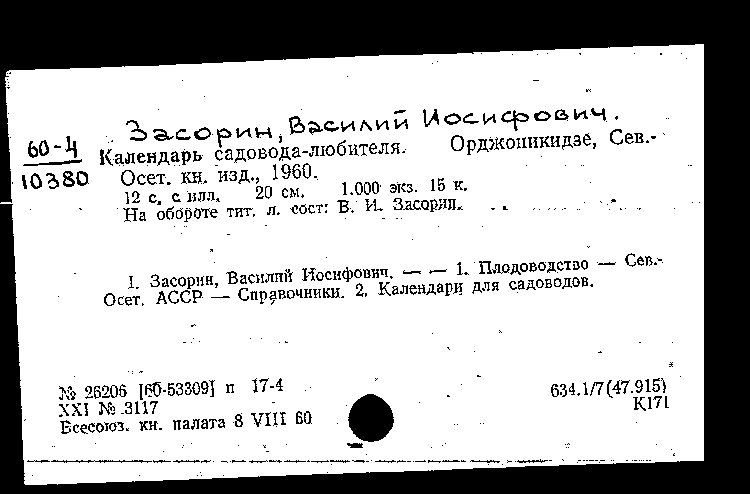 Засорин, Василий Иосифович.
60-4 Календарь садовода-любителя. Орджоникидзе, Сев.-
10380 Осет. кн. изд., 1960.
12 с. с илл. 20 см. 1.000 экз. 15 к.
На обороте тит. л. сост: В. И. Засорин.
I. Засорин, Василий Иосифович. — — 1. Плодоводство — Сев.-
Осет. АССР — Справочники. 2. Календари для садоводов.
№ 26206 [60-53309] п 17-4 634.1/7(47.915)
XXI № 3117 К171
Всесоюз. кн. палата 8 VIII 60